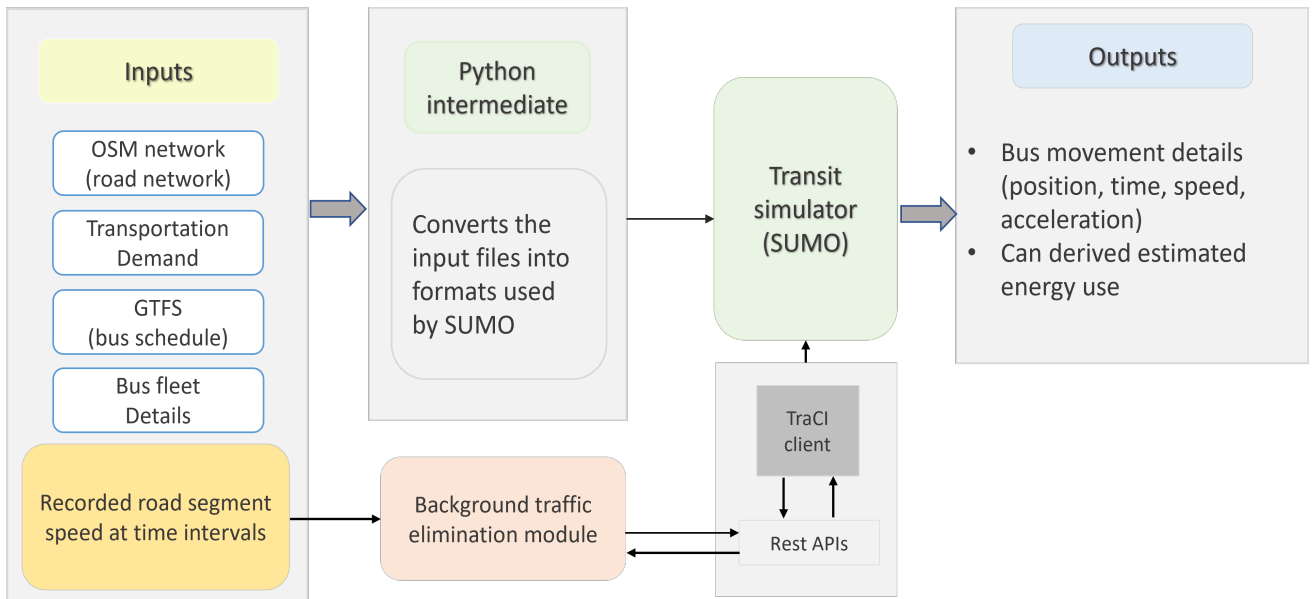 Inputs
OSM network
(road network)
Transportation
Demand
GTFS
(bus schedule)
Bus fleet
Details
Recorded road segment
speed at time intervals
Python
intermediate
Converts the
input files into
formats used
by SUMO
Background traffic
elimination module
Transit
simulator
(SUMO)
TraCI
client
Rest APIs
Outputs
• Bus movement details
(position, time, speed,
acceleration)
• Can derived estimated
energy use